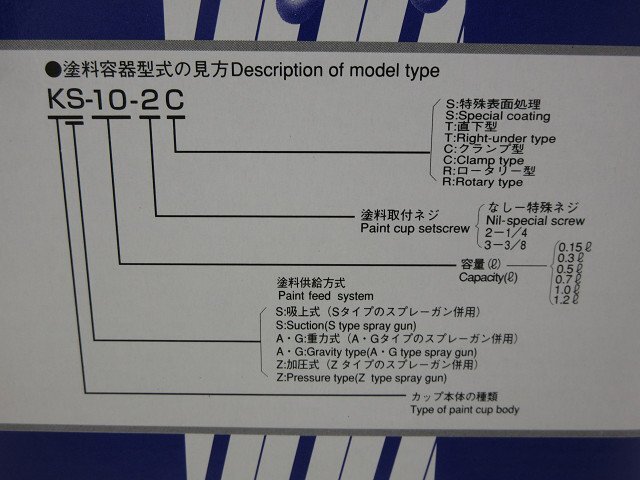 ●塗料容器型式の見方Description of model type
KS-10-2C
S:特殊表面処理
S:Special coating
T:直下型
T:Right-under type
C:クランプ型
C:Clamp type
R:ロータリー型
R:Rotary type
塗料取付ネジ
Paint cup setscrew
なしー特殊ネジ
Nil-special screw
2－1/4
3－3/8
容量(ℓ)
Capacity(ℓ)
0.15ℓ
0.3ℓ
0.5ℓ
0.7ℓ
1.0ℓ
1.2ℓ
塗料供給方式
Paint feed system
S:吸上式(Sタイプのスプレーガン併用)
S:Suction(S type spray gun)
A・G:重力式(A・Gタイプのスプレーガン併用)
A・G:Gravity type(A・G type spray gun)
Z:加圧式(Zタイプのスプレーガン併用)
Z:Pressure type(Z type spray gun)
カップ本体の種類
Type of paint cup body